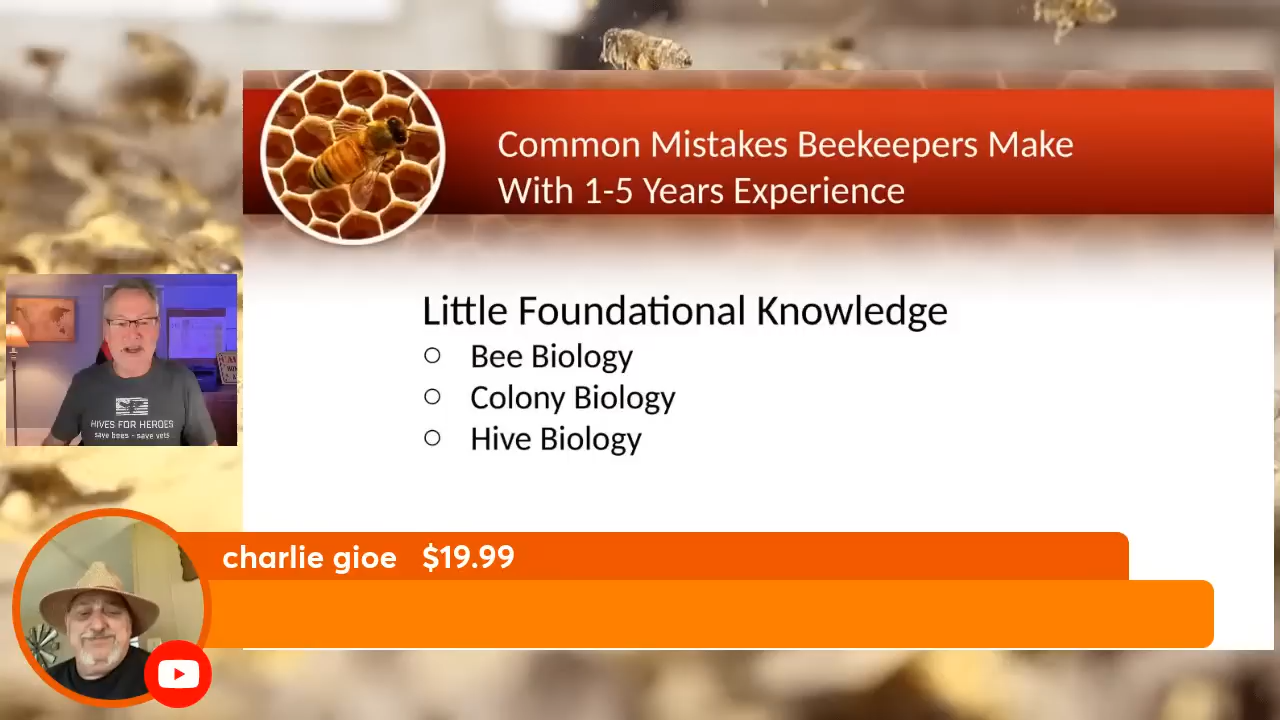 Common Mistakes Beekeepers Make
With 1-5 Years Experience
Little Foundational Knowledge
Bee Biology
Colony Biology
Hive Biology
HIVES FOR HEROES
save bees - save vets
charlie gioe $19.99